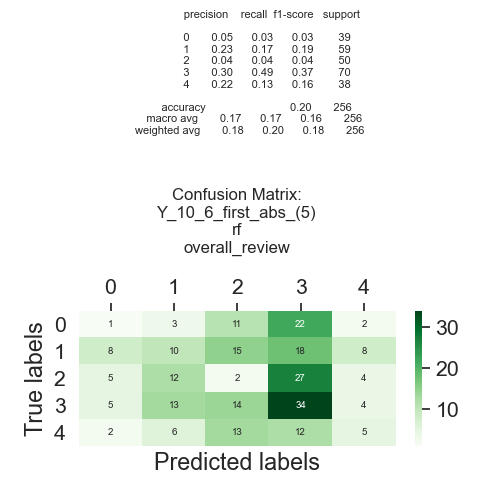 precision recall f1-score support
0 0.05 0.03 0.03 39
1 0.23 0.17 0.19 59
2 0.04 0.04 0.04 50
3 0.30 0.49 0.37 70
4 0.22 0.13 0.16 38
accuracy 0.20 256
macro avg 0.17 0.17 0.16 256
weighted avg 0.18 0.20 0.18 256
Confusion Matrix:
Y_10_6_first_abs_(5)
rf
overall_review
0 1 2 3 4
0 1 3 11 22 2
1 8 10 15 18 8
2 5 12 2 27 4
3 5 13 14 34 4
4 2 6 13 12 5
True labels
Predicted labels
30
20
10